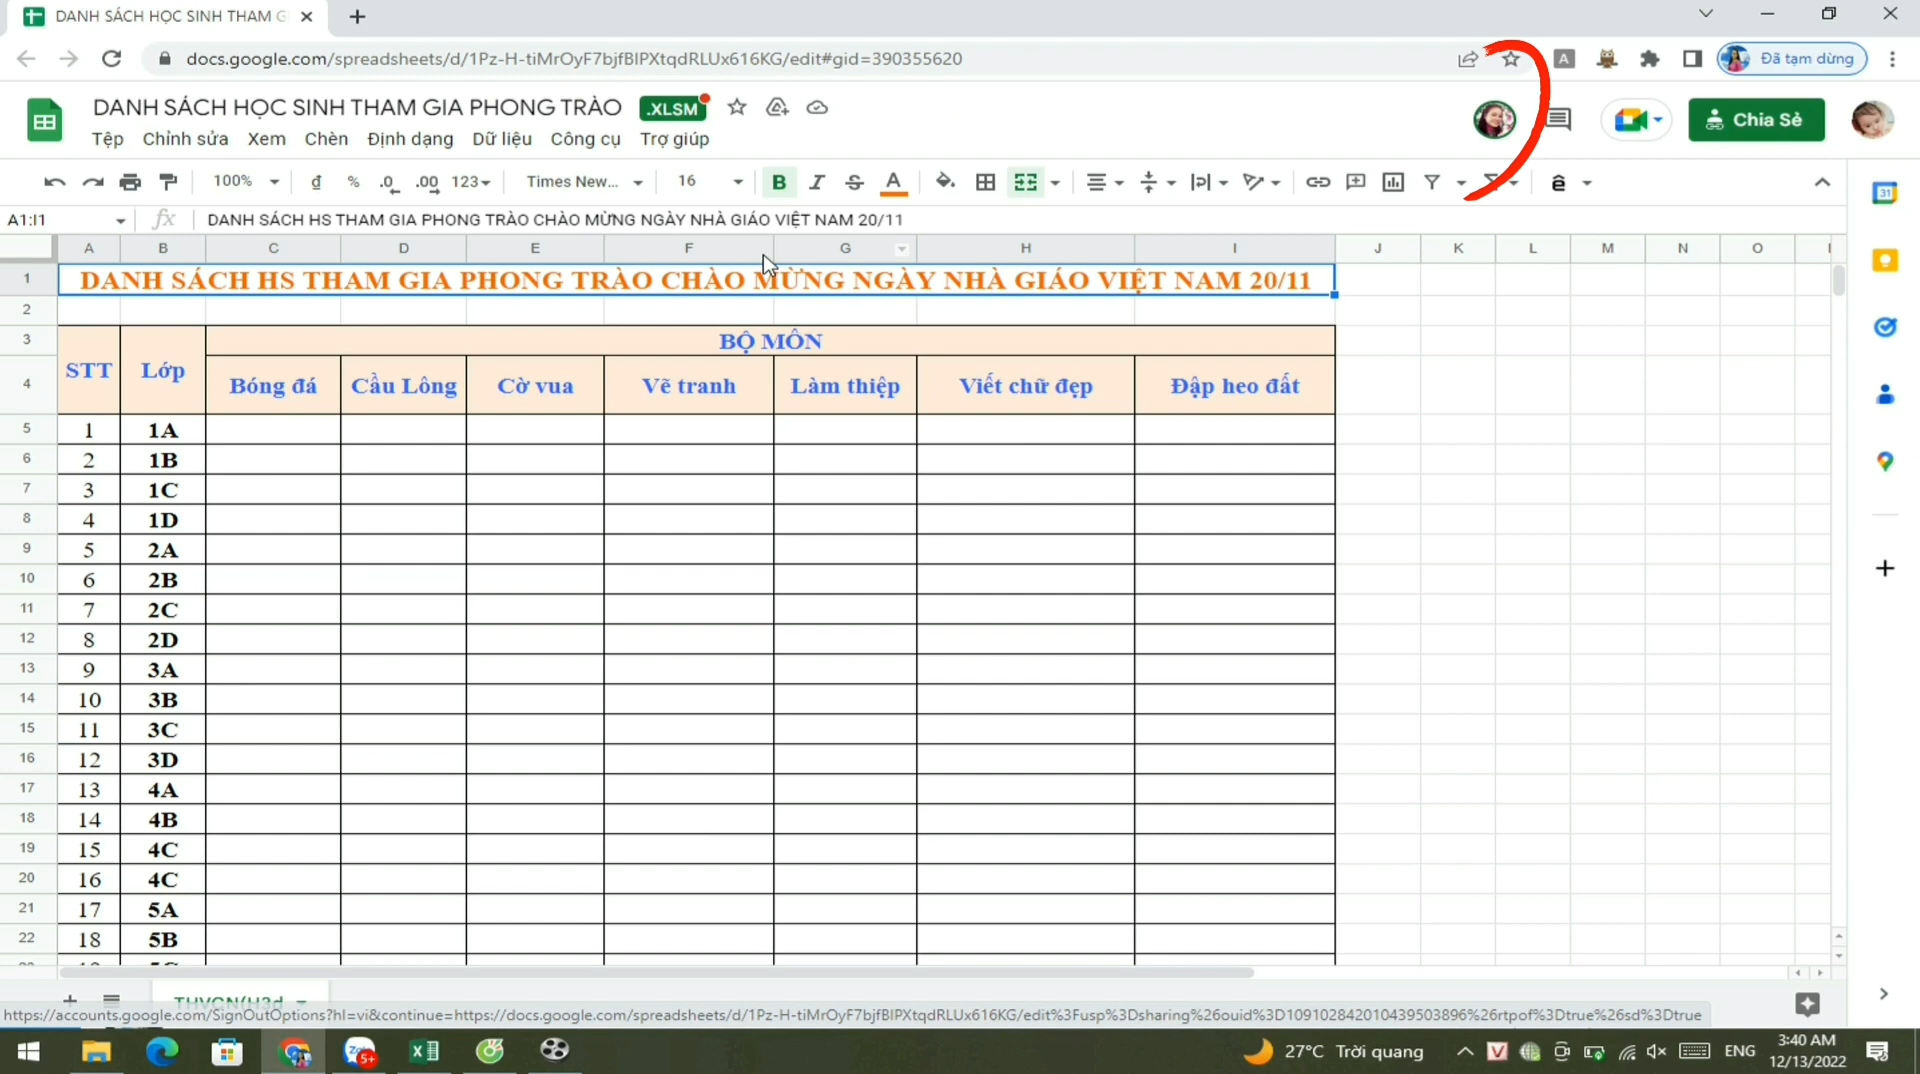 DANH SÁCH HỌC SINH THAM G
docs.google.com/spreadsheets/d/1Pz-H-tiMrOyF7bjfBlPXtqdRLUx616KG/edit#gid=390355620
A
Đã tạm dừng
DANH SÁCH HỌC SINH THAM GIA PHONG TRÀO .XLSM
Chia Sẻ
Tệp Chỉnh sửa Xem Chèn Định dạng Dữ liệu Công cụ Trợ giúp
100% đ % .0 .00 123 Times New... 16 B I S A ê
31
A1:I1 fx DANH SÁCH HS THAM GIA PHONG TRÀO CHÀO MỪNG NGÀY NHÀ GIÁO VIỆT NAM 20/11
A B C D E F G H I J K L M N O
1 DANH SÁCH HS THAM GIA PHONG TRÀO CHÀO MỪNG NGÀY NHÀ GIÁO VIỆT NAM 20/11
2
3 BỘ MÔN
STT Lớp
4 Bóng đá Cầu Lông Cờ vua Vẽ tranh Làm thiệp Viết chữ đẹp Đập heo đất
5 1 1A
6 2 1B
7 3 1C
8 4 1D
9 5 2A
10 6 2B
11 7 2C
12 8 2D
13 9 3A
14 10 3B
15 11 3C
16 12 3D
17 13 4A
18 14 4B
19 15 4C
20 16 4C
21 17 5A
22 18 5B
https://accounts.google.com/SignOutOptions?hl=vi&continue=https://docs.google.com/spreadsheets/d/1Pz-H-tiMrOyF7bjfBlPXtqdRLUx616KG/edit%3Fusp%3Dsharing%26ouid%3D109102842010439503896%26rtpof%3Dtrue%26sd%3Dtrue
5+
27°C Trời quang
V
ENG
3:40 AM
12/13/2022